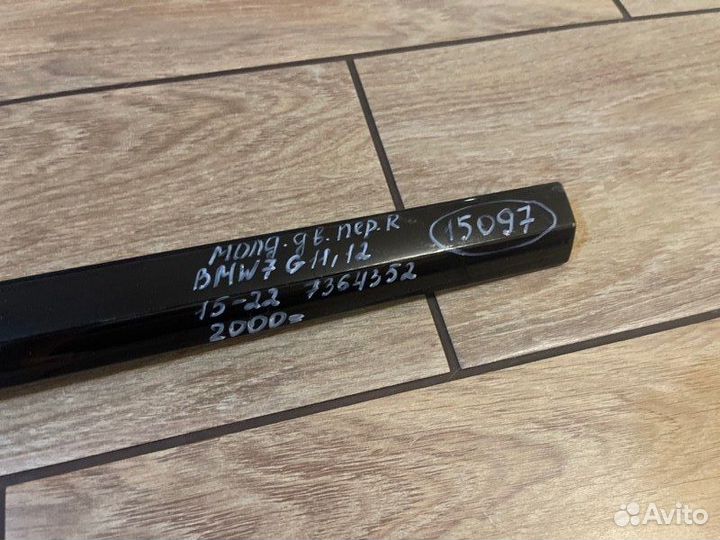 молд. дв. пер. R
BMW7 G11,12
15-22 7364352
2000=
15097
Avito